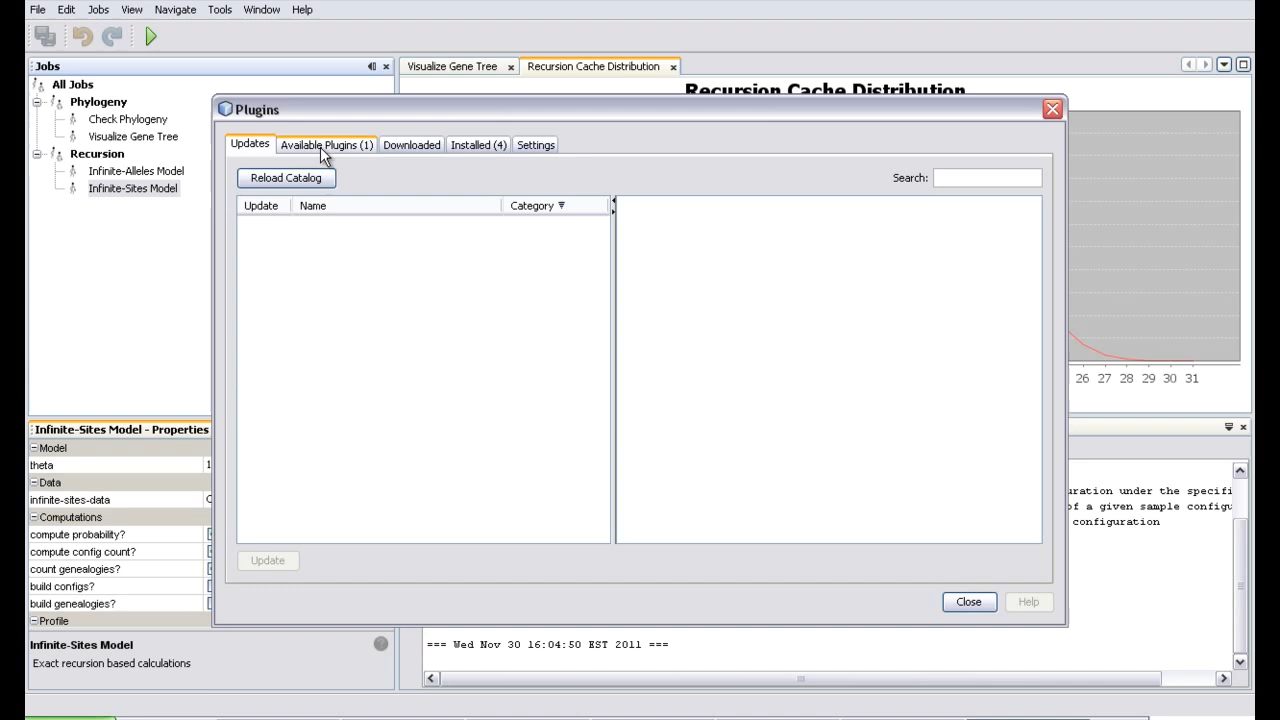 File Edit Jobs View Navigate Tools Window Help
Jobs
All Jobs
Phylogeny
Check Phylogeny
Visualize Gene Tree
Recursion
Infinite-Alleles Model
Infinite-Sites Model
Visualize Gene Tree
Recursion Cache Distribution
Recursion Cache Distribution
26 27 28 29 30 31
Plugins
Updates
Available Plugins (1)
Downloaded
Installed (4)
Settings
Reload Catalog
Search:
Update Name Category
Update
Close
Help
Infinite-Sites Model - Properties
Model
theta 1
Data
infinite-sites-data
Computations
compute probability?
compute config count?
count genealogies?
build configs?
build genealogies?
Profile
Infinite-Sites Model
Exact recursion based calculations
uration under the specifi
of a given sample configu
configuration
=== Wed Nov 30 16:04:50 EST 2011 ===